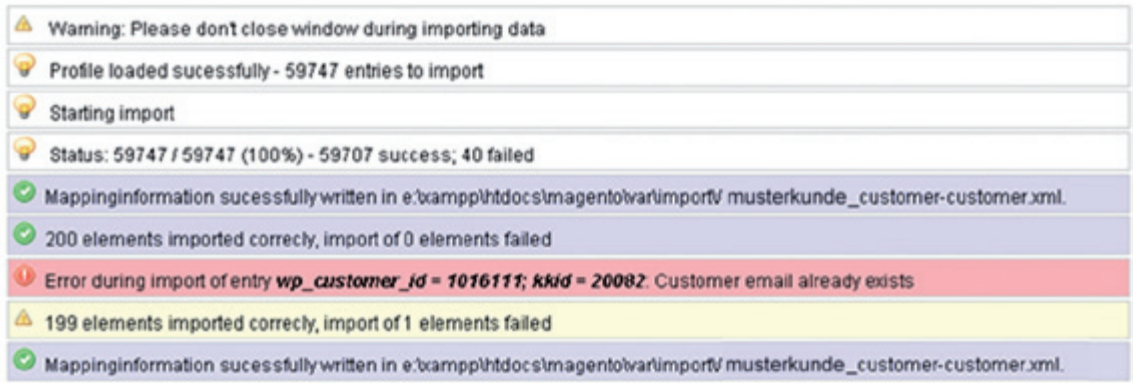 Warning: Please don't close window during importing data
Profile loaded sucessfully - 59747 entries to import
Starting import
Status: 59747 / 59747 (100%) - 59707 success; 40 failed
Mappinginformation sucessfully written in e:\xampp\htdocs\magento\var\import\/ musterkunde_customer-customer.xml.
200 elements imported correcly, import of 0 elements failed
Error during import of entry wp_customer_id = 1016111; kkid = 20082: Customer email already exists
199 elements imported correcly, import of 1 elements failed
Mappinginformation sucessfully written in e:\xampp\htdocs\magento\var\import\/ musterkunde_customer-customer.xml.